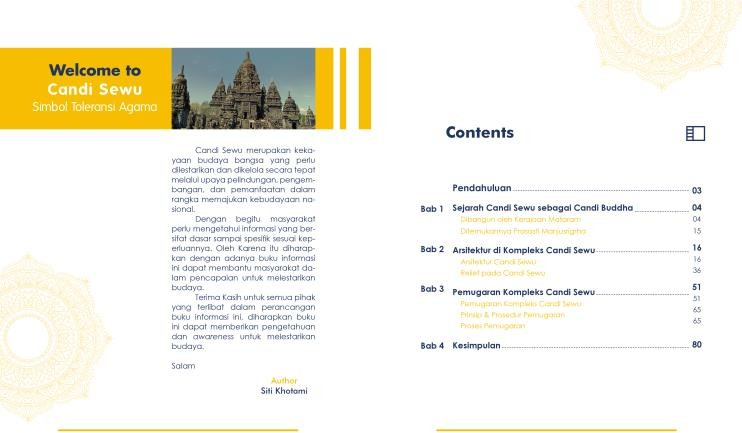 Welcome to
Candi Sewu
Simbol Toleransi Agama
Candi Sewu merupakan keka-
yaan budaya bangsa yang perlu
dilestarikan dan dikelola secara tepat
melalui upaya pelindungan, pengem-
bangan, dan pemanfaatan dalam
rangka memajukan kebudayaan na-
sional.
Dengan begitu masyarakat
perlu mengetahui informasi yang ber-
sifat dasar sampai spesifik sesuai kep-
erluannya. Oleh Karena itu diharap-
kan dengan adanya buku informasi
ini dapat membantu masyarakat da-
lam pencapaian untuk melestarikan
budaya.
Terima Kasih untuk semua pihak
yang terlibat dalam perancangan
buku informasi ini, diharapkan buku
ini dapat memberikan pengetahuan
dan awareness untuk melestarikan
budaya.
Salam
Author
Siti Khotami
Contents
Pendahuluan 03
Bab 1 Sejarah Candi Sewu sebagai Candi Buddha 04
Dibangun oleh Kerajaan Mataram 04
Ditemukannya Prasasti Manjusrigrha 15
Bab 2 Arsitektur di Kompleks Candi Sewu 16
Arsitektur Candi Sewu 16
Relief pada Candi Sewu 36
Bab 3 Pemugaran Kompleks Candi Sewu 51
Pemugaran Kompleks Candi Sewu 51
Prinsip & Prosedur Pemugaran 65
Proses Pemugaran 65
Bab 4 Kesimpulan 80